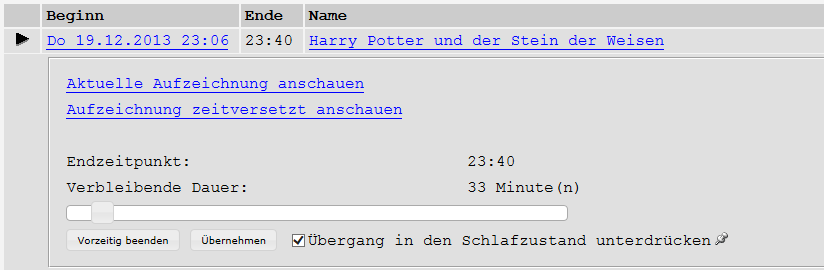 Beginn Ende Name
Do 19.12.2013 23:06 23:40 Harry Potter und der Stein der Weisen
Aktuelle Aufzeichnung anschauen
Aufzeichnung zeitversetzt anschauen
Endzeitpunkt: 23:40
Verbleibende Dauer: 33 Minute(n)
Vorzeitig beenden Übernehmen Übergang in den Schlafzustand unterdrücken